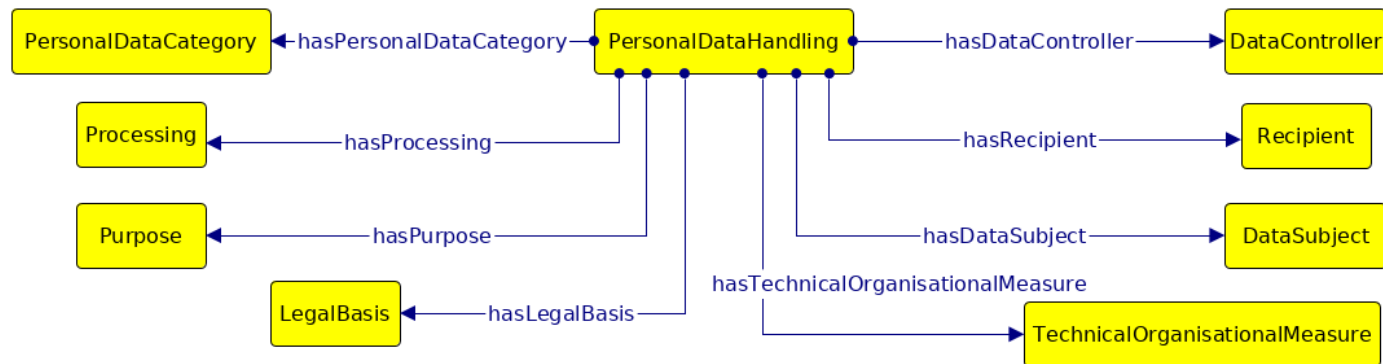 PersonalDataCategory
hasPersonalDataCategory
PersonalDataHandling
hasDataController
DataController
Processing
hasProcessing
hasRecipient
Recipient
Purpose
hasPurpose
hasDataSubject
DataSubject
hasTechnicalOrganisationalMeasure
LegalBasis
hasLegalBasis
TechnicalOrganisationalMeasure